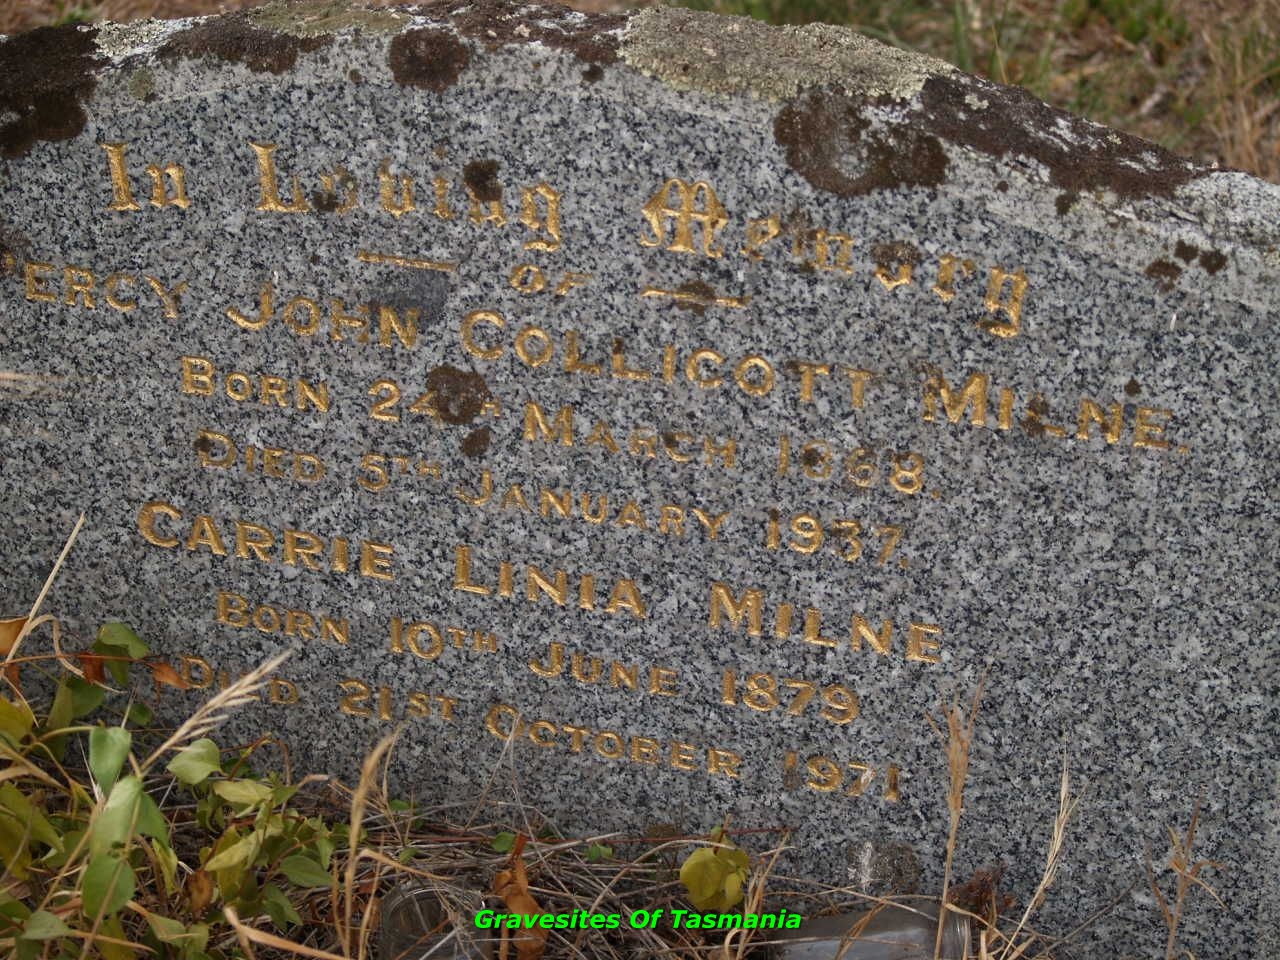 In Loving Memory
— OF —
PERCY JOHN COLLICOTT MILNE.
BORN 24TH MARCH 1868.
DIED 5TH JANUARY 1937.
CARRIE LINIA MILNE
BORN 10TH JUNE 1879
DIED 21ST OCTOBER 1971
Gravesites Of Tasmania